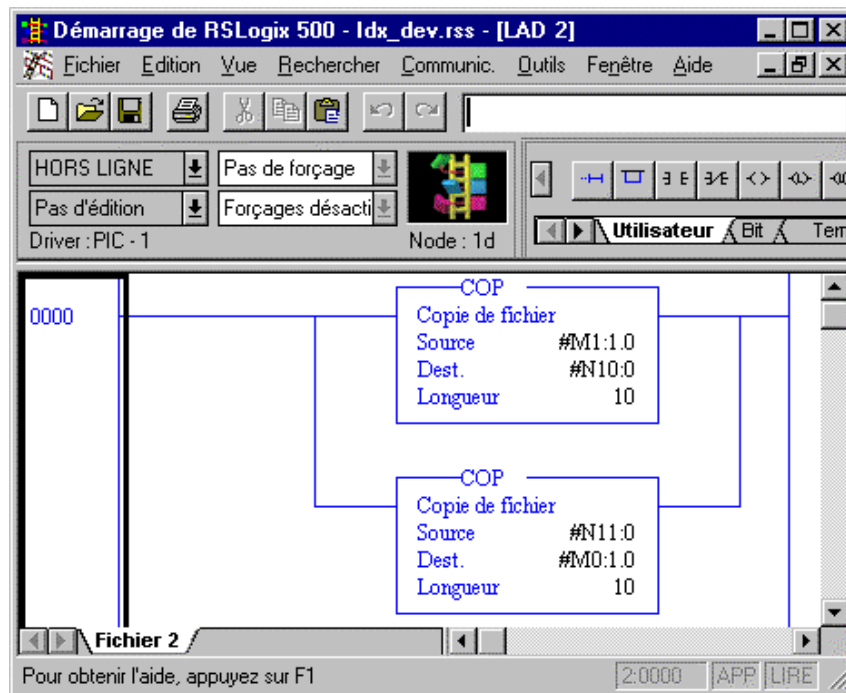 Démarrage de RSLogix 500 - Idx_dev.rss - [LAD 2]
Fichier Edition Vue Rechercher Communic. Outils Fenêtre Aide
HORS LIGNE Pas de forçage
Pas d'édition Forçages désacti
Driver : PIC - 1 Node : 1d
Utilisateur Bit Tem
0000
COP
Copie de fichier
Source #M1:1.0
Dest. #N10:0
Longueur 10
COP
Copie de fichier
Source #N11:0
Dest. #M0:1.0
Longueur 10
Fichier 2
Pour obtenir l'aide, appuyez sur F1 2:0000 APP LIRE